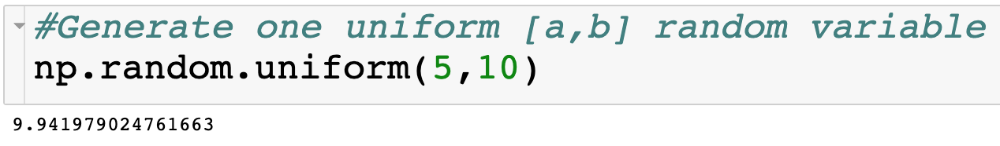 #Generate one uniform [a,b] random variable
np.random.uniform(5,10)
9.941979024761663